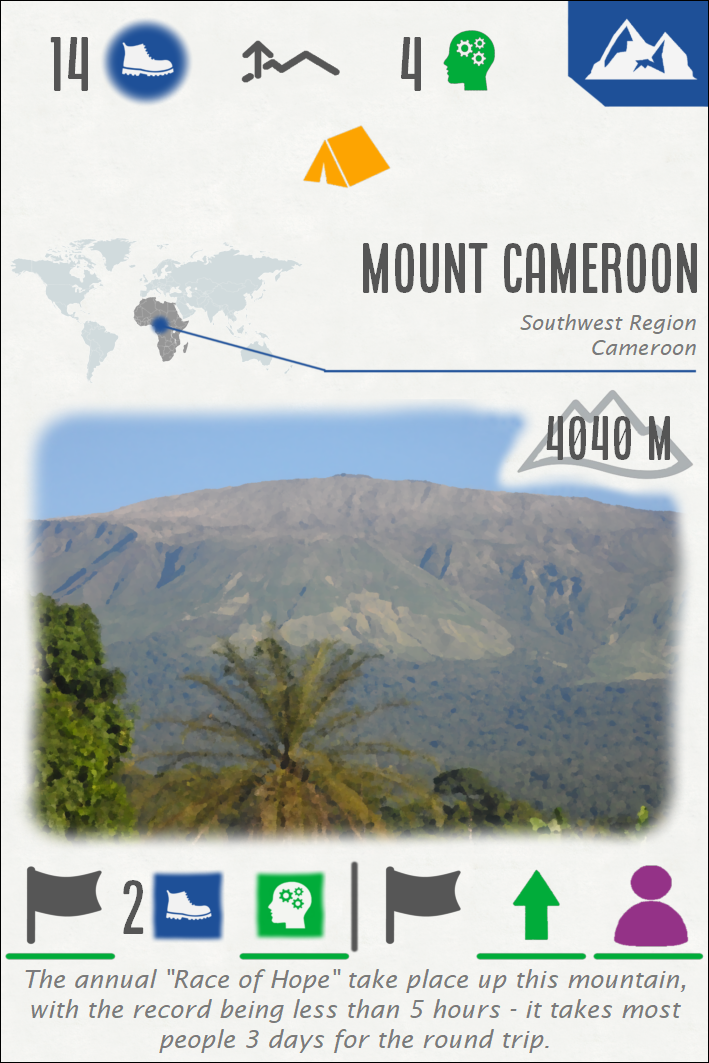 14
4
MOUNT CAMEROON
Southwest Region
Cameroon
4040 M
2
The annual "Race of Hope" take place up this mountain,
with the record being less than 5 hours - it takes most
people 3 days for the round trip.